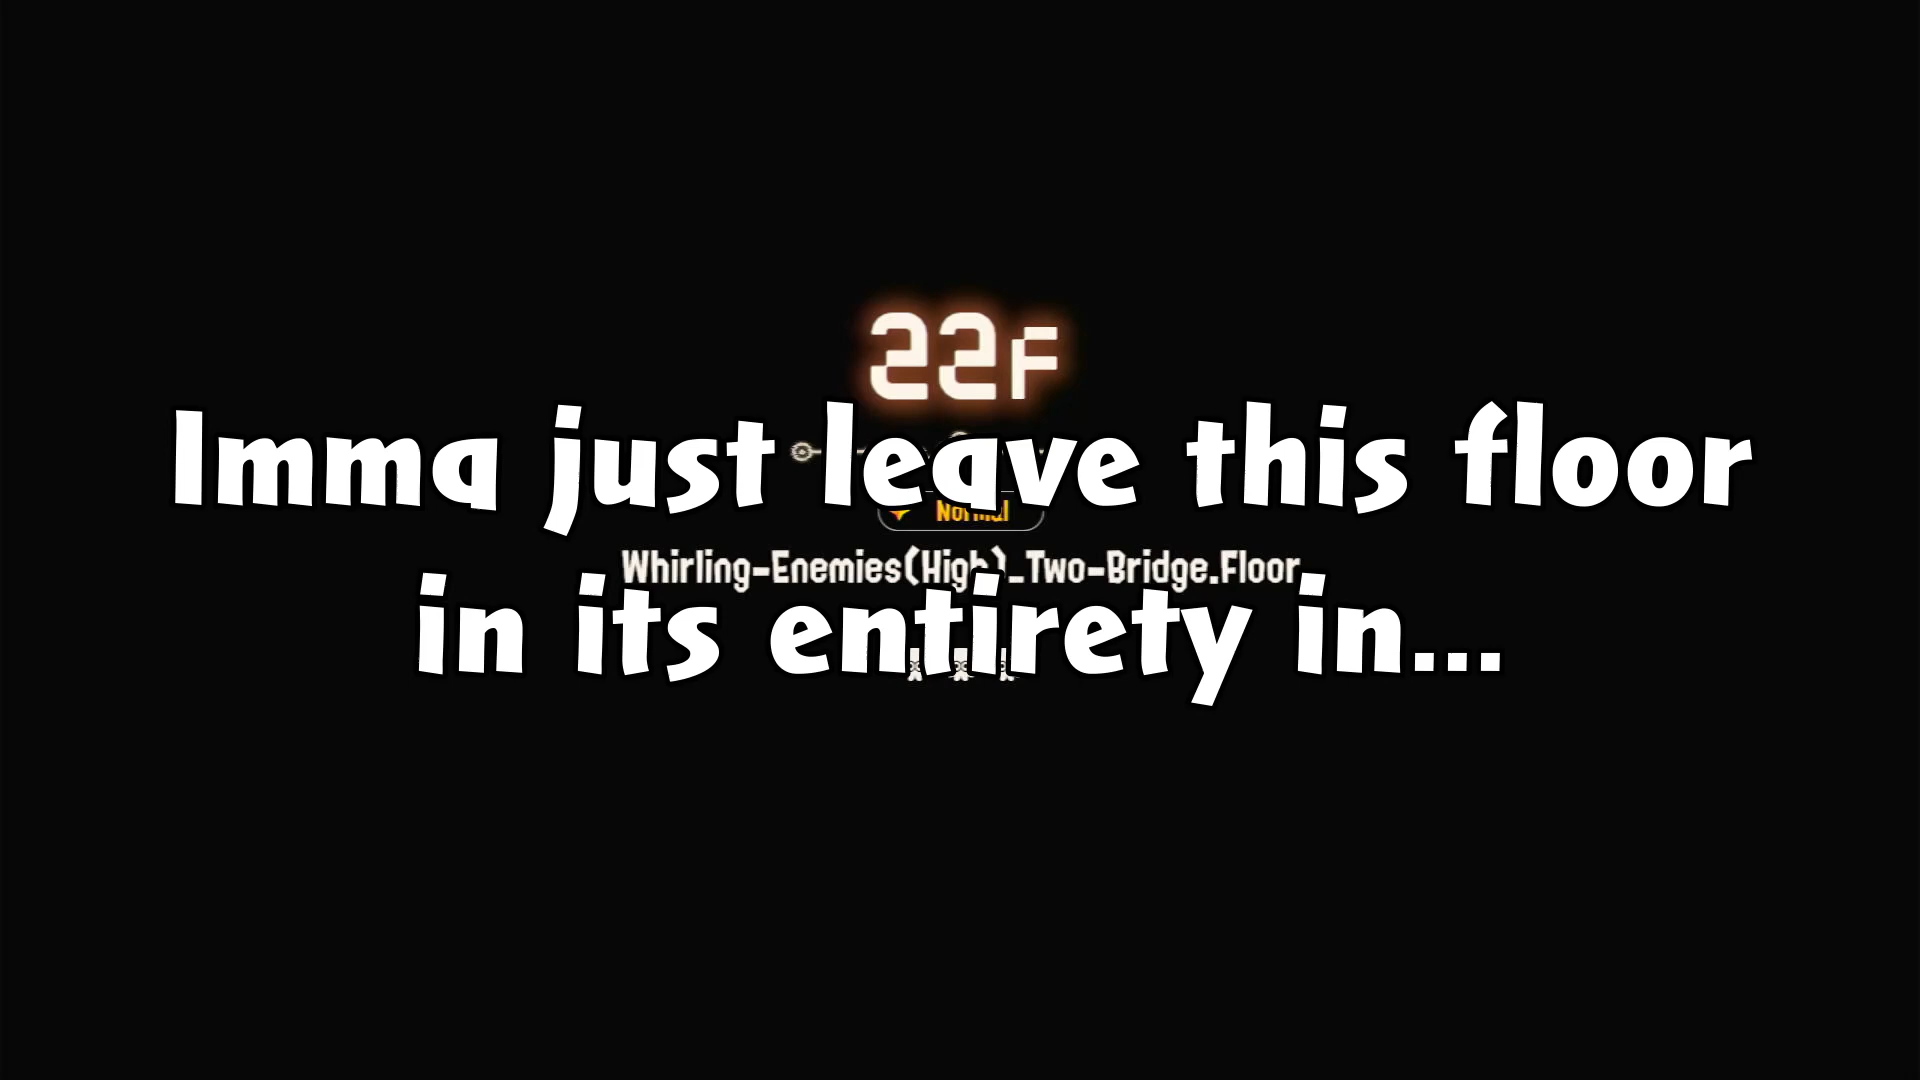 22F
Imma just leave this floor
Normal
Whirling-Enemies(High)_Two-Bridge.Floor
in its entirety in...